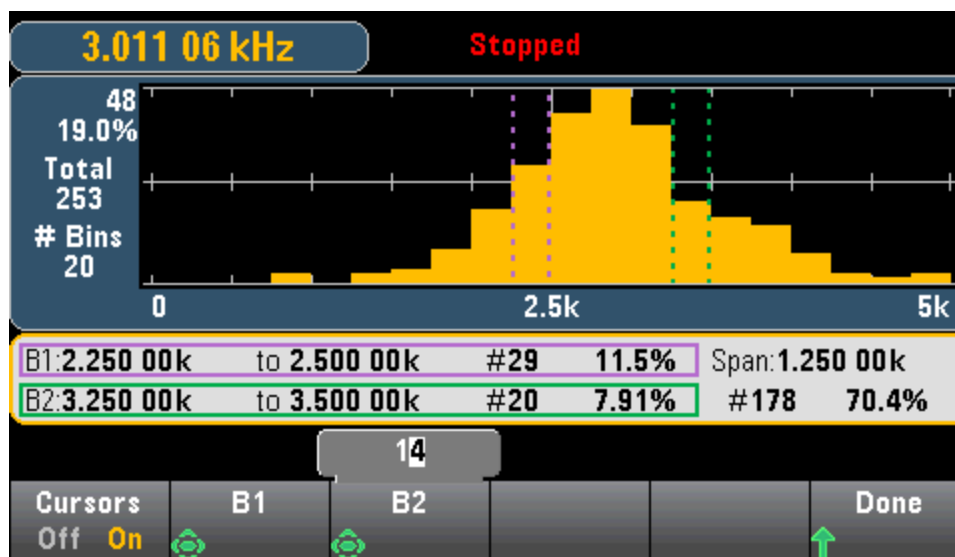 3.011 06 kHz
Stopped
48
19.0%
Total
253
# Bins
20
0 2.5k 5k
B1:2.250 00k to 2.500 00k #29 11.5% Span:1.250 00k
B2:3.250 00k to 3.500 00k #20 7.91% #178 70.4%
14
Cursors B1 B2 Done
Off On